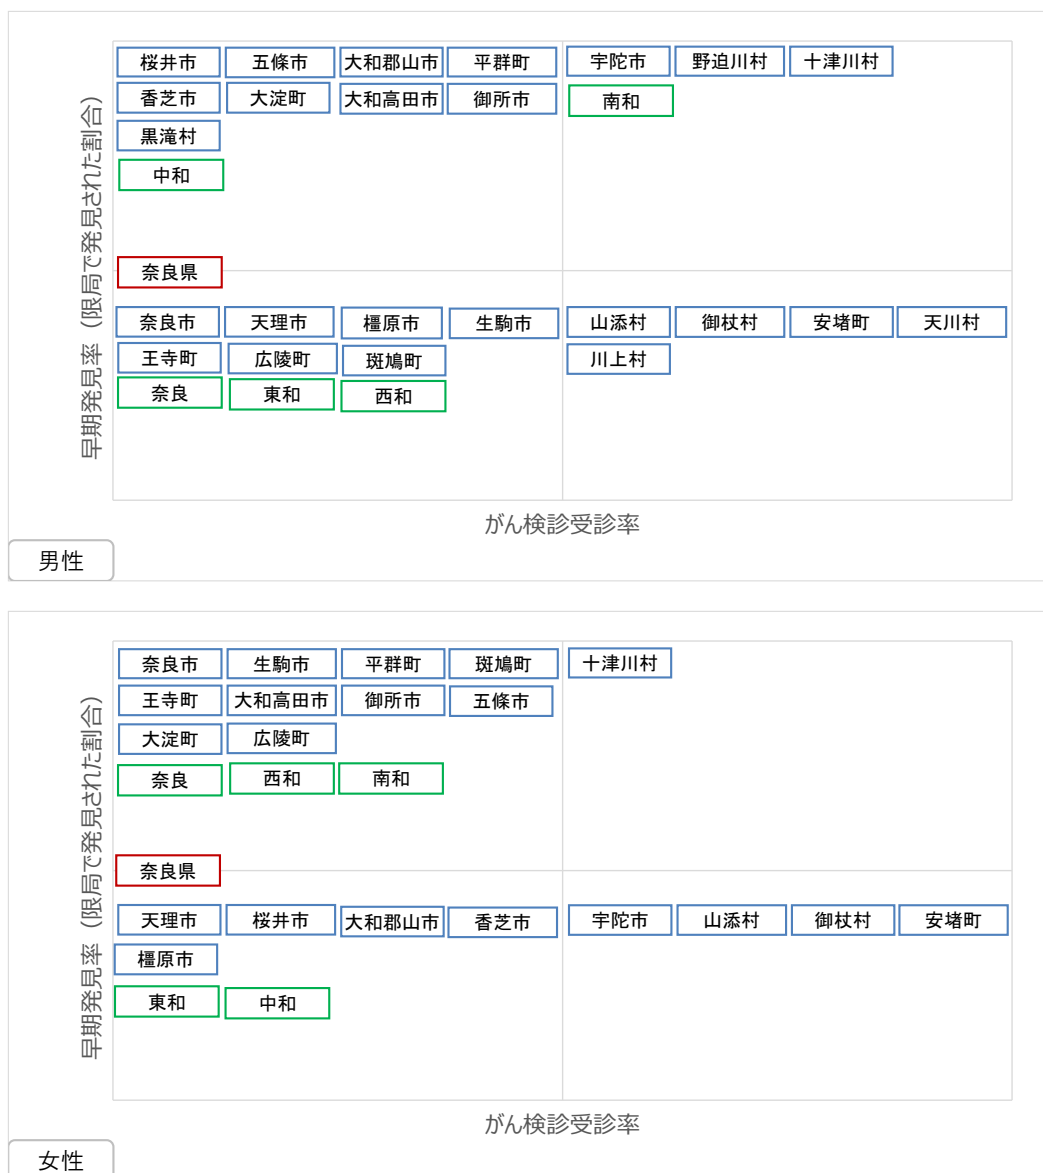 桜井市 五條市 大和郡山市 平群町 宇陀市 野迫川村 十津川村
香芝市 大淀町 大和高田市 御所市 南和
黒滝村
中和
奈良県
奈良市 天理市 橿原市 生駒市 山添村 御杖村 安堵町 天川村
王寺町 広陵町 斑鳩町 川上村
奈良 東和 西和
早期発見率（限局で発見された割合）
がん検診受診率
男性
奈良市 生駒市 平群町 斑鳩町 十津川村
王寺町 大和高田市 御所市 五條市
大淀町 広陵町
奈良 西和 南和
奈良県
天理市 桜井市 大和郡山市 香芝市 宇陀市 山添村 御杖村 安堵町
橿原市
東和 中和
早期発見率（限局で発見された割合）
がん検診受診率
女性